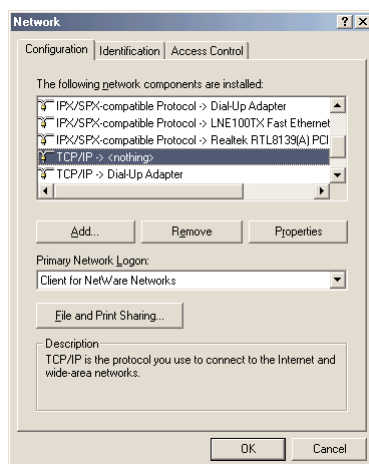 Network
Configuration Identification Access Control
The following network components are installed:
IPX/SPX-compatible Protocol -> Dial-Up Adapter
IPX/SPX-compatible Protocol -> LNE100TX Fast Ethernet
IPX/SPX-compatible Protocol -> Realtek RTL8139(A) PCI
TCP/IP -> <nothing>
TCP/IP -> Dial-Up Adapter
Add... Remove Properties
Primary Network Logon:
Client for NetWare Networks
File and Print Sharing...
Description
TCP/IP is the protocol you use to connect to the Internet and
wide-area networks.
OK Cancel